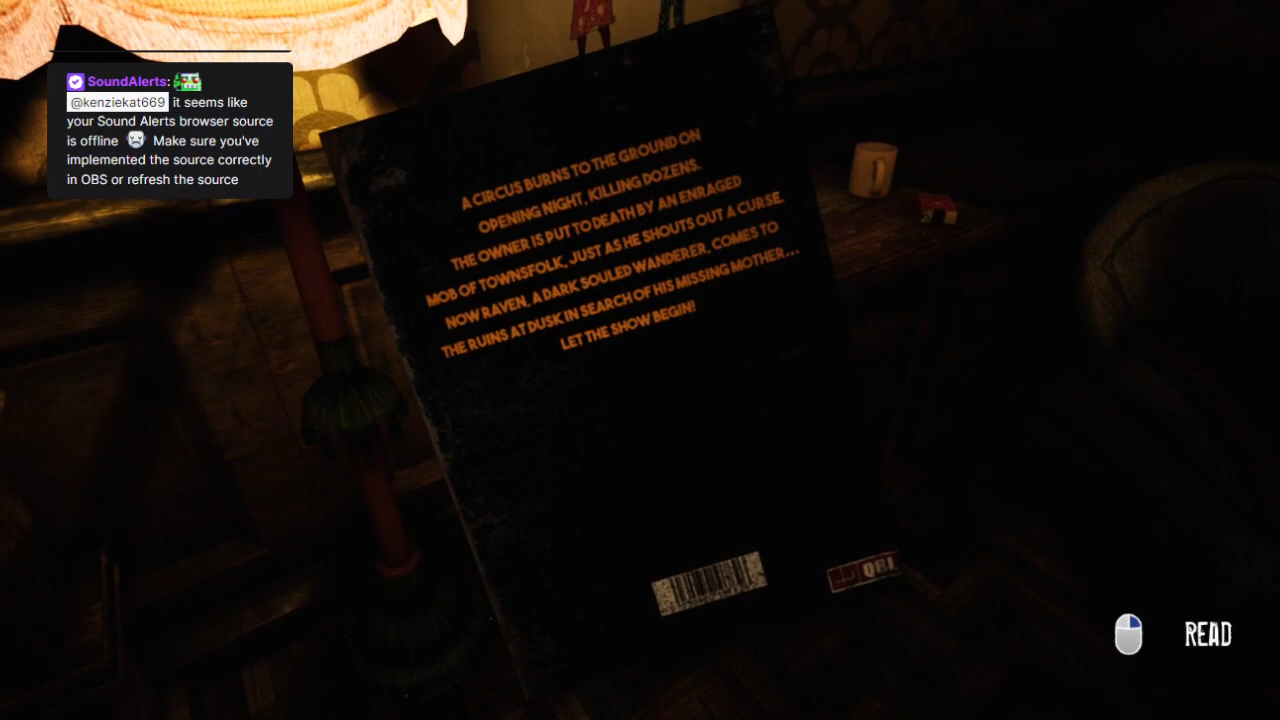 SoundAlerts:
@kenziekat669 it seems like
your Sound Alerts browser source
is offline Make sure you've
implemented the source correctly
in OBS or refresh the source
A CIRCUS BURNS TO THE GROUND ON
OPENING NIGHT, KILLING DOZENS.
THE OWNER IS PUT TO DEATH BY AN ENRAGED
MOB OF TOWNSFOLK, JUST AS HE SHOUTS OUT A CURSE.
NOW RAVEN, A DARK SOULED WANDERER, COMES TO
THE RUINS AT DUSK IN SEARCH OF HIS MISSING MOTHER...
LET THE SHOW BEGIN!
READ